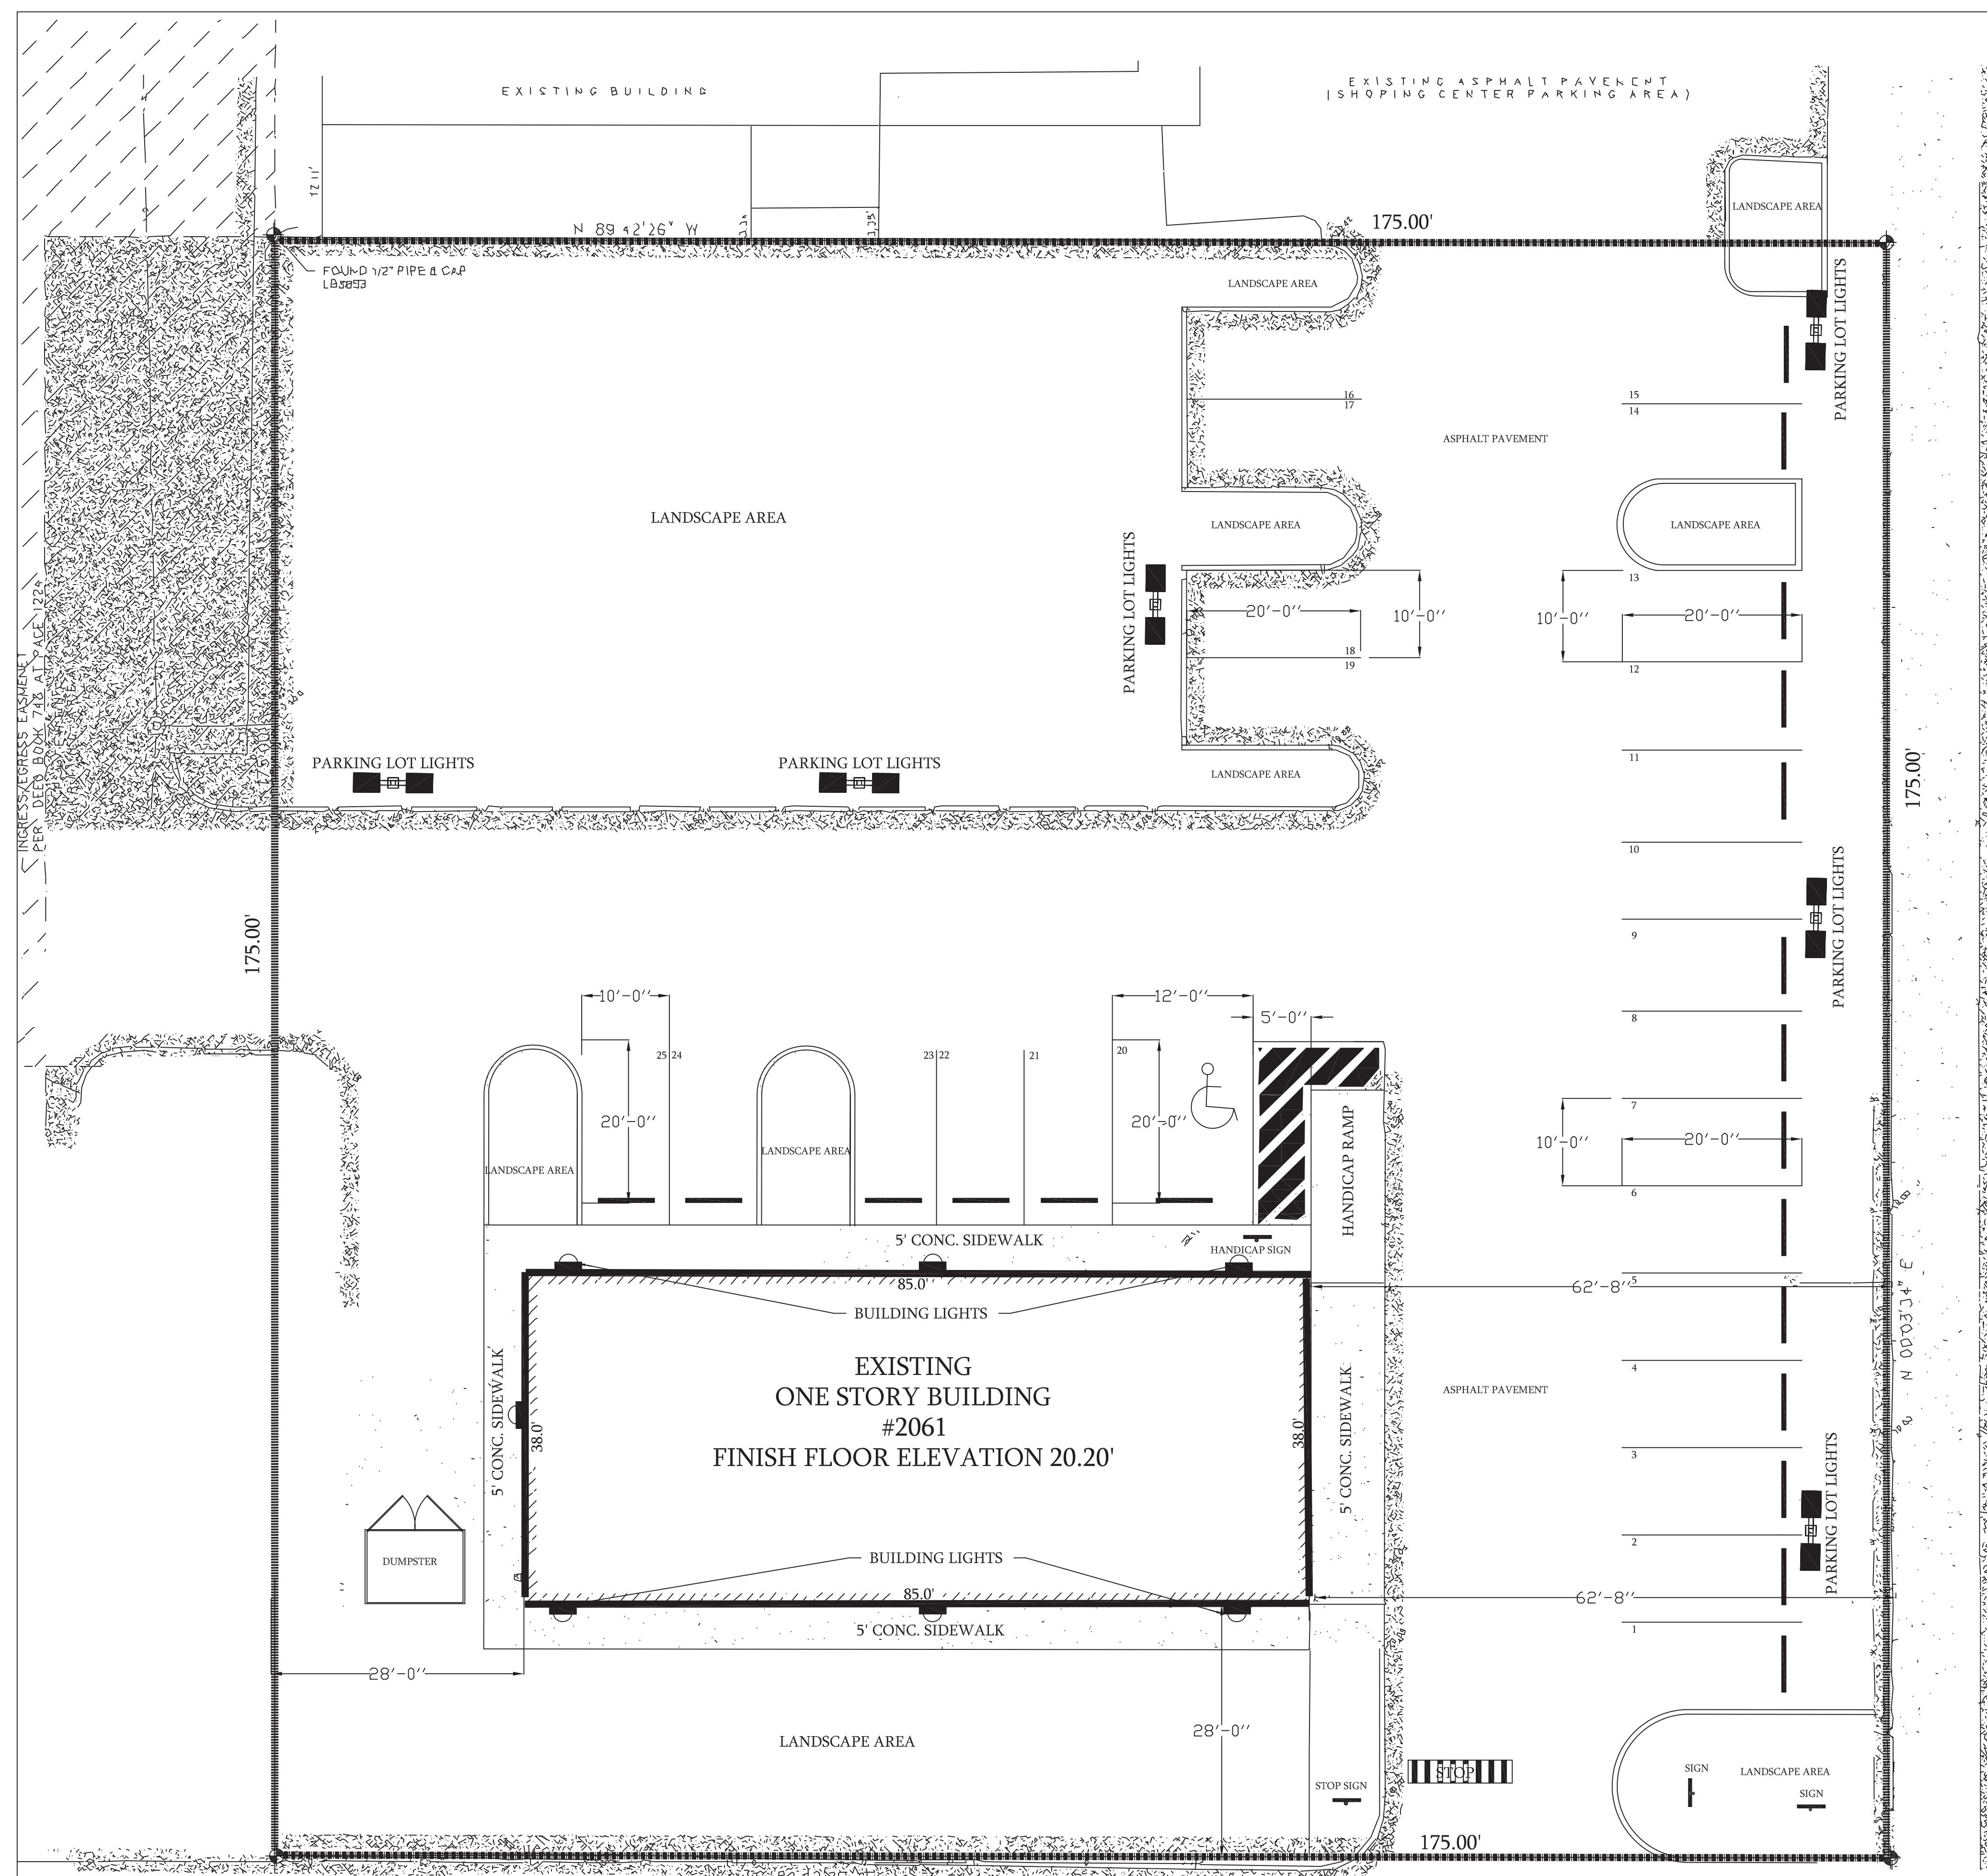 EXISTING BUILDING
EXISTING ASPHALT PAVEKENT
(SHOPING CENTER PARKING AREA)
12 11'
LANDSCAPE AREA
N 89 42'26" W
175.00'
FOUND 1/2" PIPE & CAP
PARKING LOT LIGHTS
LANDSCAPE AREA
16
17
15
14
ASPHALT PAVEMENT
LANDSCAPE AREA
LANDSCAPE AREA
LANDSCAPE AREA
PARKING LOT LIGHTS
13
20'-0"
10'-0"
10'-0"
20'-0"
18
19
12
INGRESS/EGRESS EASMENT
11
175.00'
PARKING LOT LIGHTS
PARKING LOT LIGHTS
LANDSCAPE AREA
10
PARKING LOT LIGHTS
175.00'
9
10'-0"
12'-0"
5'-0"
8
25
24
23
22
21
20
20'-0"
20'-0"
LANDSCAPE AREA
LANDSCAPE AREA
HANDICAP RAMP
7
10'-0"
20'-0"
6
5' CONC. SIDEWALK
HANDICAP SIGN
85.0'
5
62'-8"
BUILDING LIGHTS
EXISTING
ONE STORY BUILDING
#2061
FINISH FLOOR ELEVATION 20.20'
5' CONC. SIDEWALK
38.0'
38.0'
5' CONC. SIDEWALK
ASPHALT PAVEMENT
4
3
PARKING LOT LIGHTS
2
DUMPSTER
BUILDING LIGHTS
85.0'
62'-8"
5' CONC. SIDEWALK
1
28'-0"
28'-0"
LANDSCAPE AREA
STOP SIGN
STOP
SIGN
LANDSCAPE AREA
SIGN
175.00'